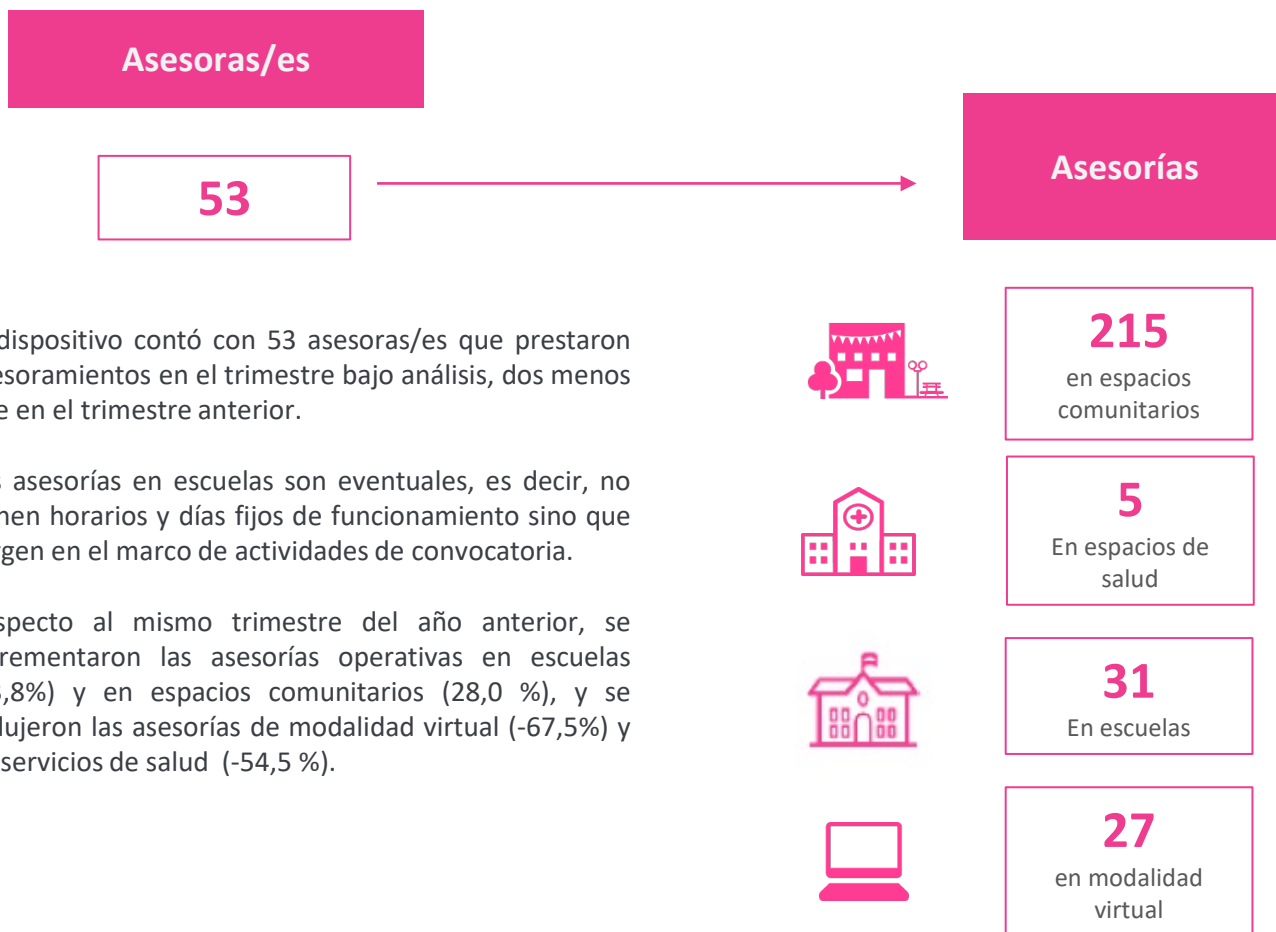 Asesoras/es
53
Asesorías
dispositivo contó con 53 asesoras/es que prestaron
esoramientos en el trimestre bajo análisis, dos menos
e en el trimestre anterior.
s asesorías en escuelas son eventuales, es decir, no
nen horarios y días fijos de funcionamiento sino que
rgen en el marco de actividades de convocatoria.
specto al mismo trimestre del año anterior, se
rementaron las asesorías operativas en escuelas
,8%) y en espacios comunitarios (28,0 %), y se
dujeron las asesorías de modalidad virtual (-67,5%) y
servicios de salud (-54,5 %).
215
en espacios
comunitarios
5
En espacios de
salud
31
En escuelas
27
en modalidad
virtual